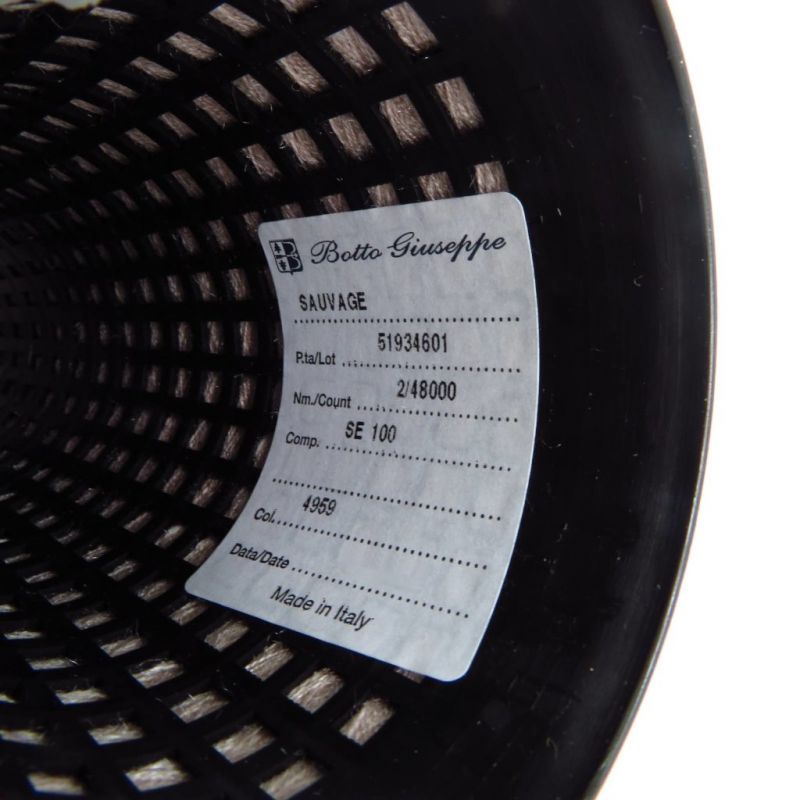 Botto Giuseppe
SAUVAGE
P.ta/Lot 51934601
Nm./Count 2/48000
Comp. SE 100
Col. 4959
Data/Date
Made in Italy